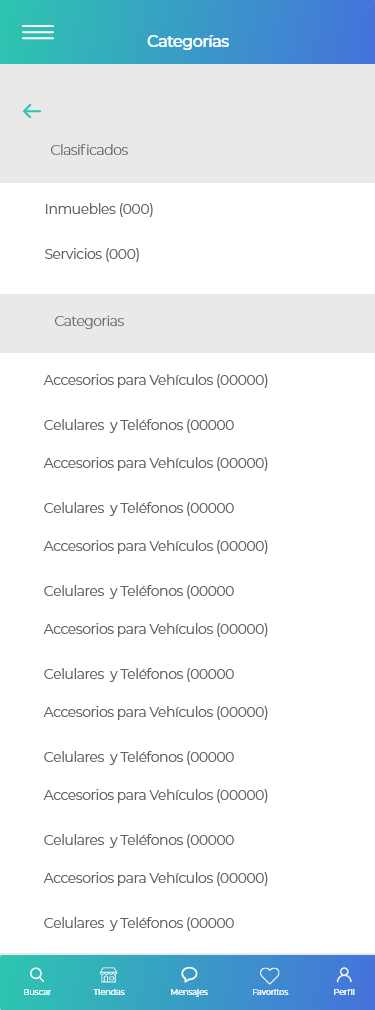 Categorías
Clasificados
Inmuebles (000)
Servicios (000)
Categorias
Accesorios para Vehículos (00000)
Celulares y Teléfonos (00000
Accesorios para Vehículos (00000)
Celulares y Teléfonos (00000
Accesorios para Vehículos (00000)
Celulares y Teléfonos (00000
Accesorios para Vehículos (00000)
Celulares y Teléfonos (00000
Accesorios para Vehículos (00000)
Celulares y Teléfonos (00000
Accesorios para Vehículos (00000)
Celulares y Teléfonos (00000
Accesorios para Vehículos (00000)
Celulares y Teléfonos (00000
Buscar Tiendas Mensajes Favoritos Perfil